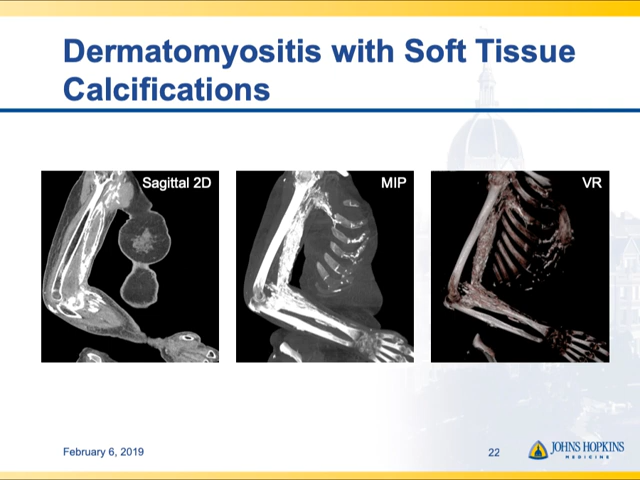 Dermatomyositis with Soft Tissue
Calcifications
Sagittal 2D
MIP
VR
February 6, 2019
22
JOHNS HOPKINS
MEDICINE